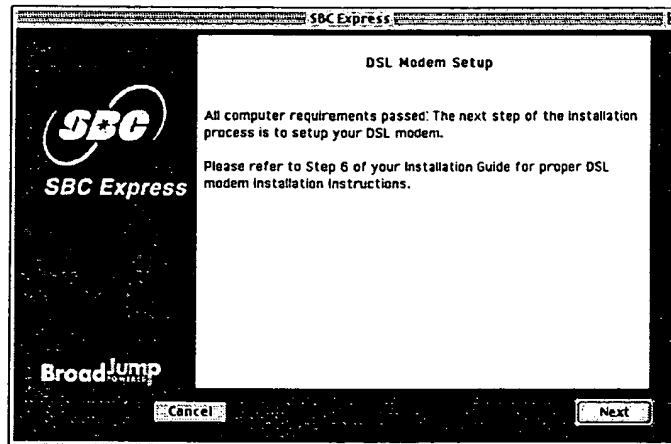 SBC Express
DSL Modem Setup
All computer requirements passed: The next step of the installation
process is to setup your DSL modem.
Please refer to Step 6 of your Installation Guide for proper DSL
modem installation instructions.
SBC
SBC Express
BroadJump
POWERED
Cancel
Next